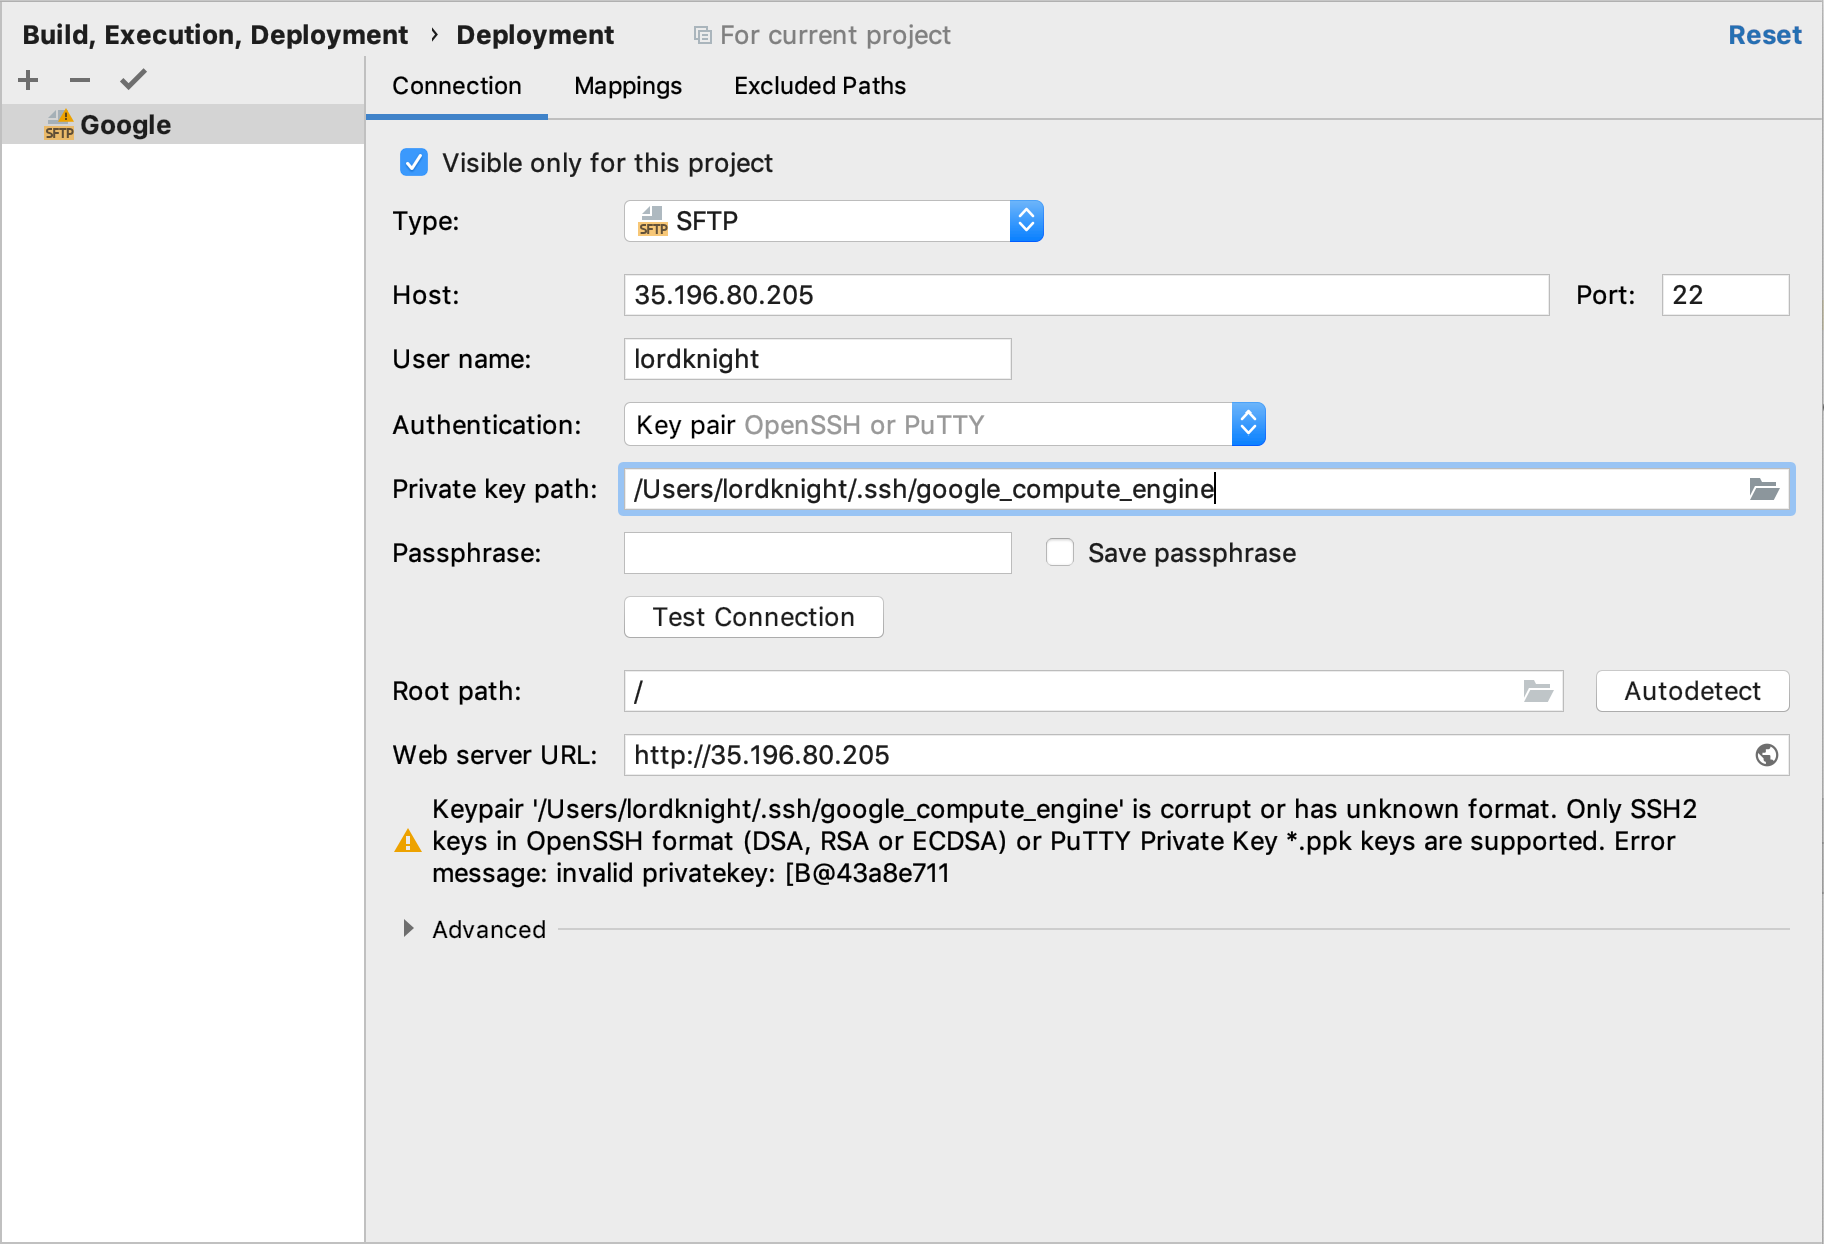 Build, Execution, Deployment › Deployment For current project Reset
Connection Mappings Excluded Paths
SFTP Google
Visible only for this project
Type: SFTP SFTP
Host: 35.196.80.205 Port: 22
User name: lordknight
Authentication: Key pair OpenSSH or PuTTY
Private key path: /Users/lordknight/.ssh/google_compute_engine
Passphrase: Save passphrase
Test Connection
Root path: / Autodetect
Web server URL: http://35.196.80.205
Keypair '/Users/lordknight/.ssh/google_compute_engine' is corrupt or has unknown format. Only SSH2
keys in OpenSSH format (DSA, RSA or ECDSA) or PuTTY Private Key *.ppk keys are supported. Error
message: invalid privatekey: [B@43a8e711
Advanced